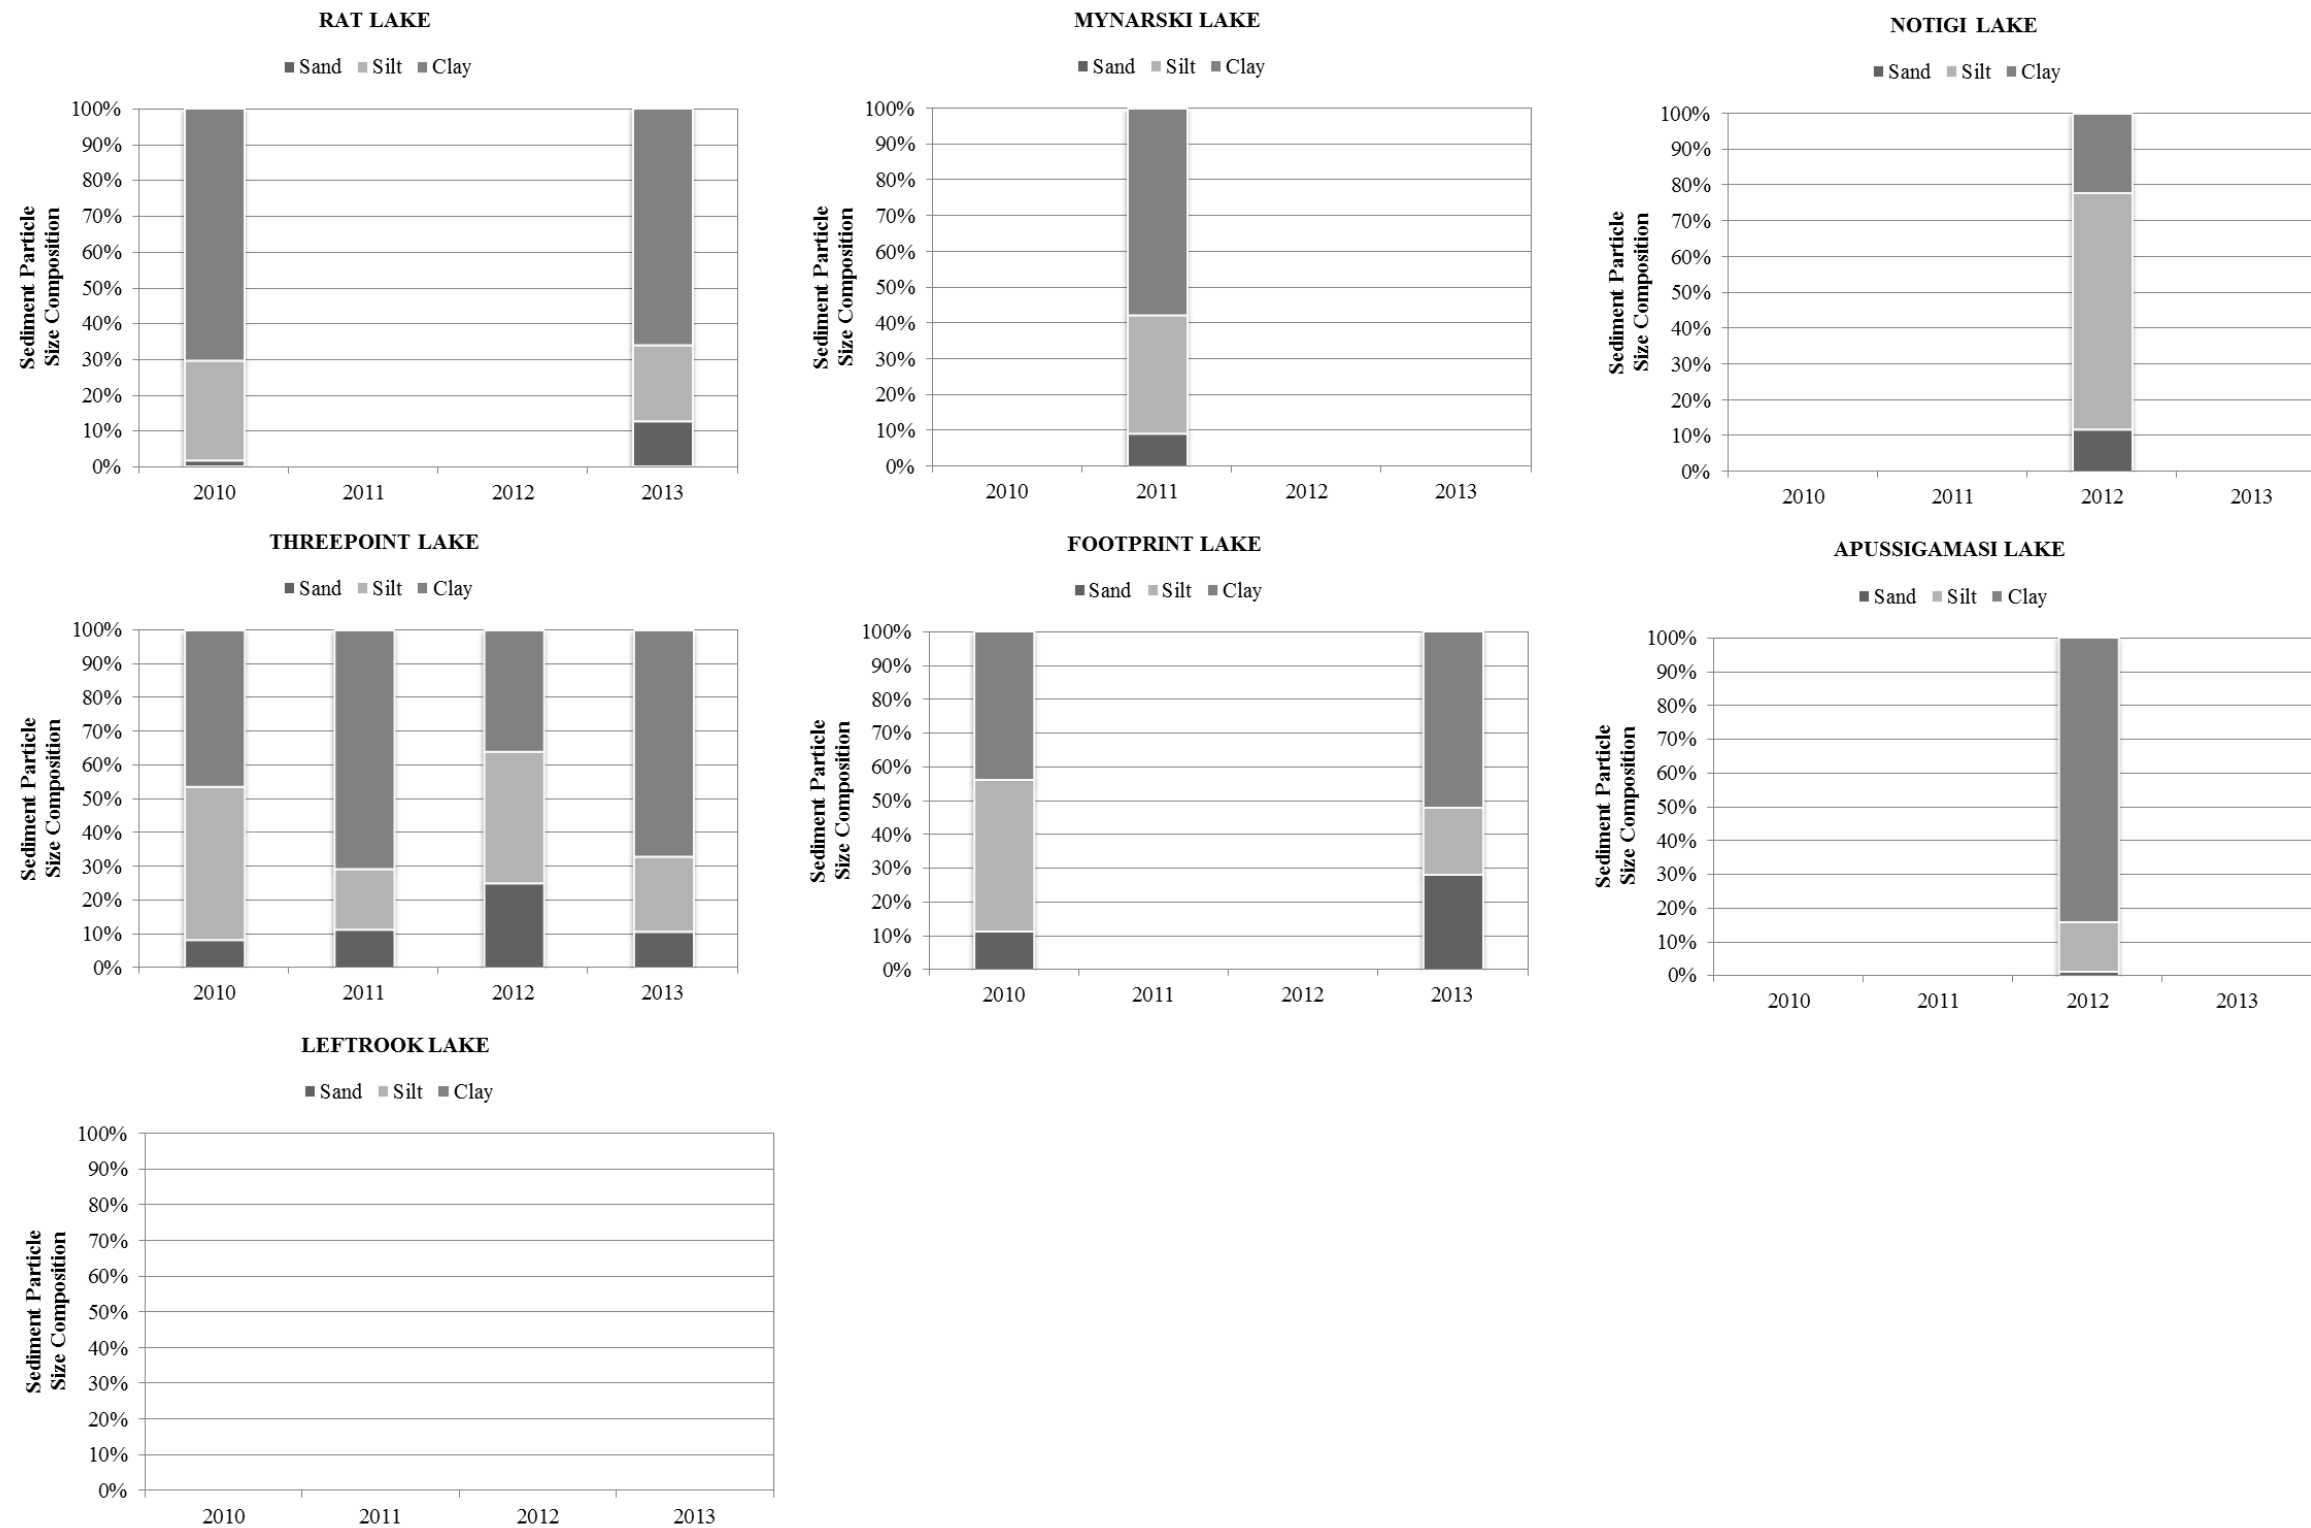 RAT LAKE
Sand Silt Clay
100%
90%
80%
70%
60%
50%
40%
30%
20%
10%
0%
Sediment Particle
Size Composition
2010 2011 2012 2013
MYNARSKI LAKE
Sand Silt Clay
100%
90%
80%
70%
60%
50%
40%
30%
20%
10%
0%
Sediment Particle
Size Composition
2010 2011 2012 2013
NOTIGI LAKE
Sand Silt Clay
100%
90%
80%
70%
60%
50%
40%
30%
20%
10%
0%
Sediment Particle
Size Composition
2010 2011 2012 2013
THREEPOINT LAKE
Sand Silt Clay
100%
90%
80%
70%
60%
50%
40%
30%
20%
10%
0%
Sediment Particle
Size Composition
2010 2011 2012 2013
FOOTPRINT LAKE
Sand Silt Clay
100%
90%
80%
70%
60%
50%
40%
30%
20%
10%
0%
Sediment Particle
Size Composition
2010 2011 2012 2013
APUSSIGAMASI LAKE
Sand Silt Clay
100%
90%
80%
70%
60%
50%
40%
30%
20%
10%
0%
Sediment Particle
Size Composition
2010 2011 2012 2013
LEFTROOK LAKE
Sand Silt Clay
100%
90%
80%
70%
60%
50%
40%
30%
20%
10%
0%
Sediment Particle
Size Composition
2010 2011 2012 2013